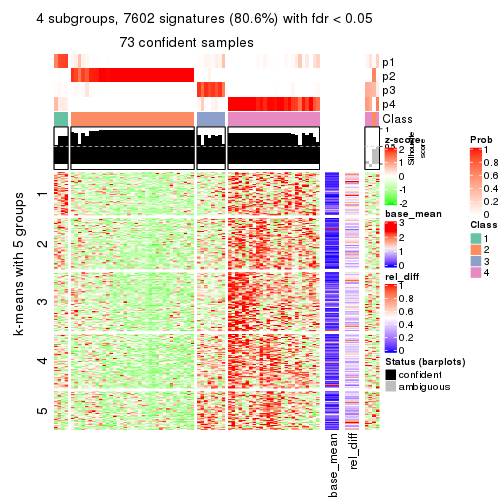 4 subgroups, 7602 signatures (80.6%) with fdr < 0.05
73 confident samples
p1
p2
p3
p4
Class
1
0.5
0
Silhouette
score
k-means with 5 groups
1
2
3
4
5
base_mean
rel_diff
z-score
2
1
0
-1
-2
base_mean
3
2
1
0
rel_diff
1
0.8
0.6
0.4
0.2
0
Status (barplots)
confident
ambiguous
Prob
1
0.8
0.6
0.4
0.2
0
Class
1
2
3
4